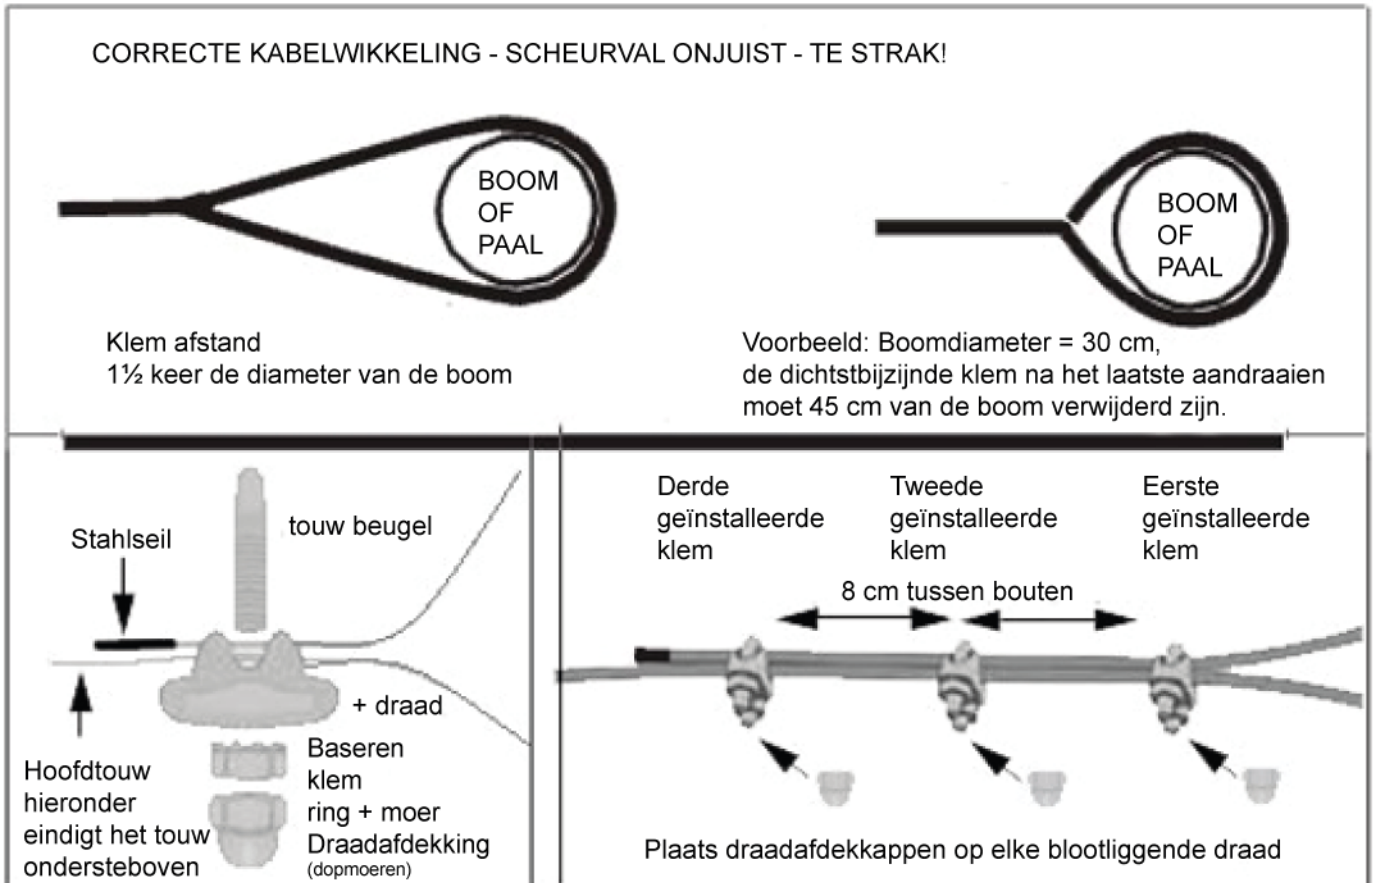 CORRECTE KABELWIKKELING - SCHEURVAL ONJUIST - TE STRAK!
BOOM
OF
PAAL
BOOM
OF
PAAL
Klem afstand
1½ keer de diameter van de boom
Voorbeeld: Boomdiameter = 30 cm,
de dichtstbijzijnde klem na het laatste aandraaien
moet 45 cm van de boom verwijderd zijn.
Stahlseil
touw beugel
+ draad
Baseren
klem
ring + moer
Draadafdekking
(dopmoeren)
Hoofdtouw
hieronder
eindigt het touw
ondersteboven
Derde
geïnstalleerde
klem
Tweede
geïnstalleerde
klem
Eerste
geïnstalleerde
klem
8 cm tussen bouten
Plaats draadafdekkappen op elke blootliggende draad